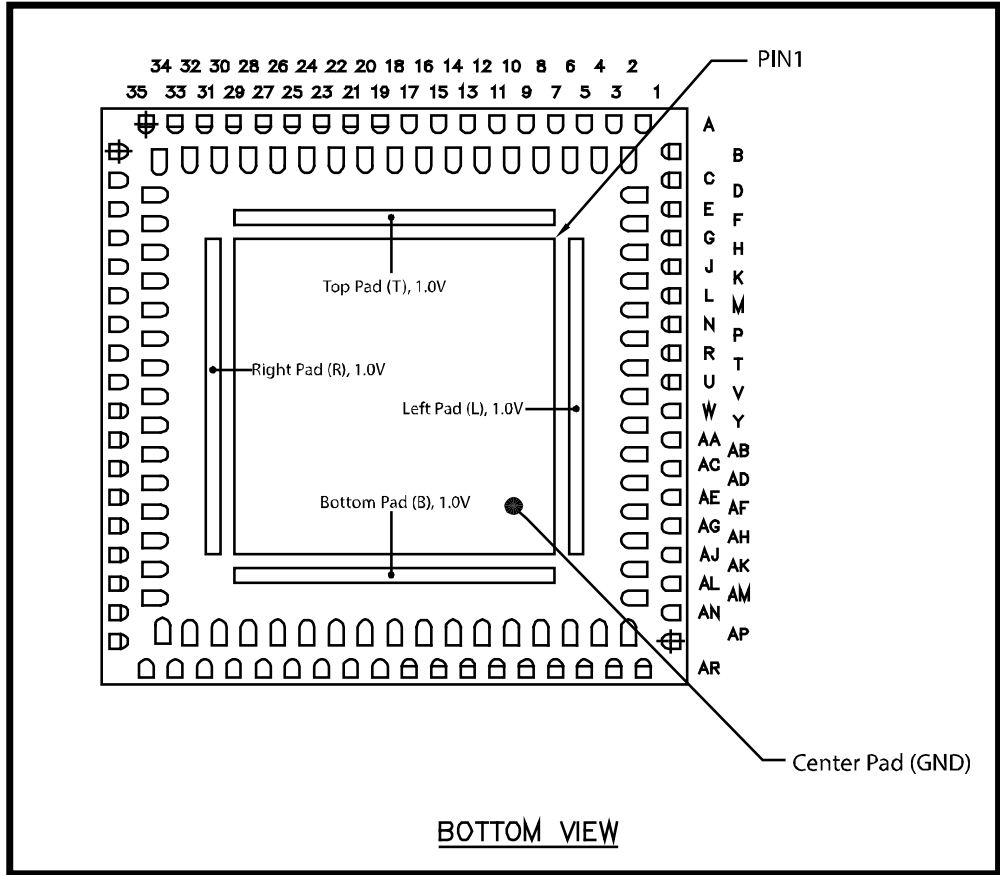 34 32 30 28 26 24 22 20 18 16 14 12 10 8 6 4 2
35 33 31 29 27 25 23 21 19 17 15 13 11 9 7 5 3 1
PIN1
A
B
C
D
E
F
G
H
J
K
L
M
N
P
R
T
U
V
W
Y
AA
AB
AC
AD
AE
AF
AG
AH
AJ
AK
AL
AM
AN
AP
AR
Top Pad (T), 1.0V
Right Pad (R), 1.0V
Left Pad (L), 1.0V
Bottom Pad (B), 1.0V
Center Pad (GND)
BOTTOM VIEW